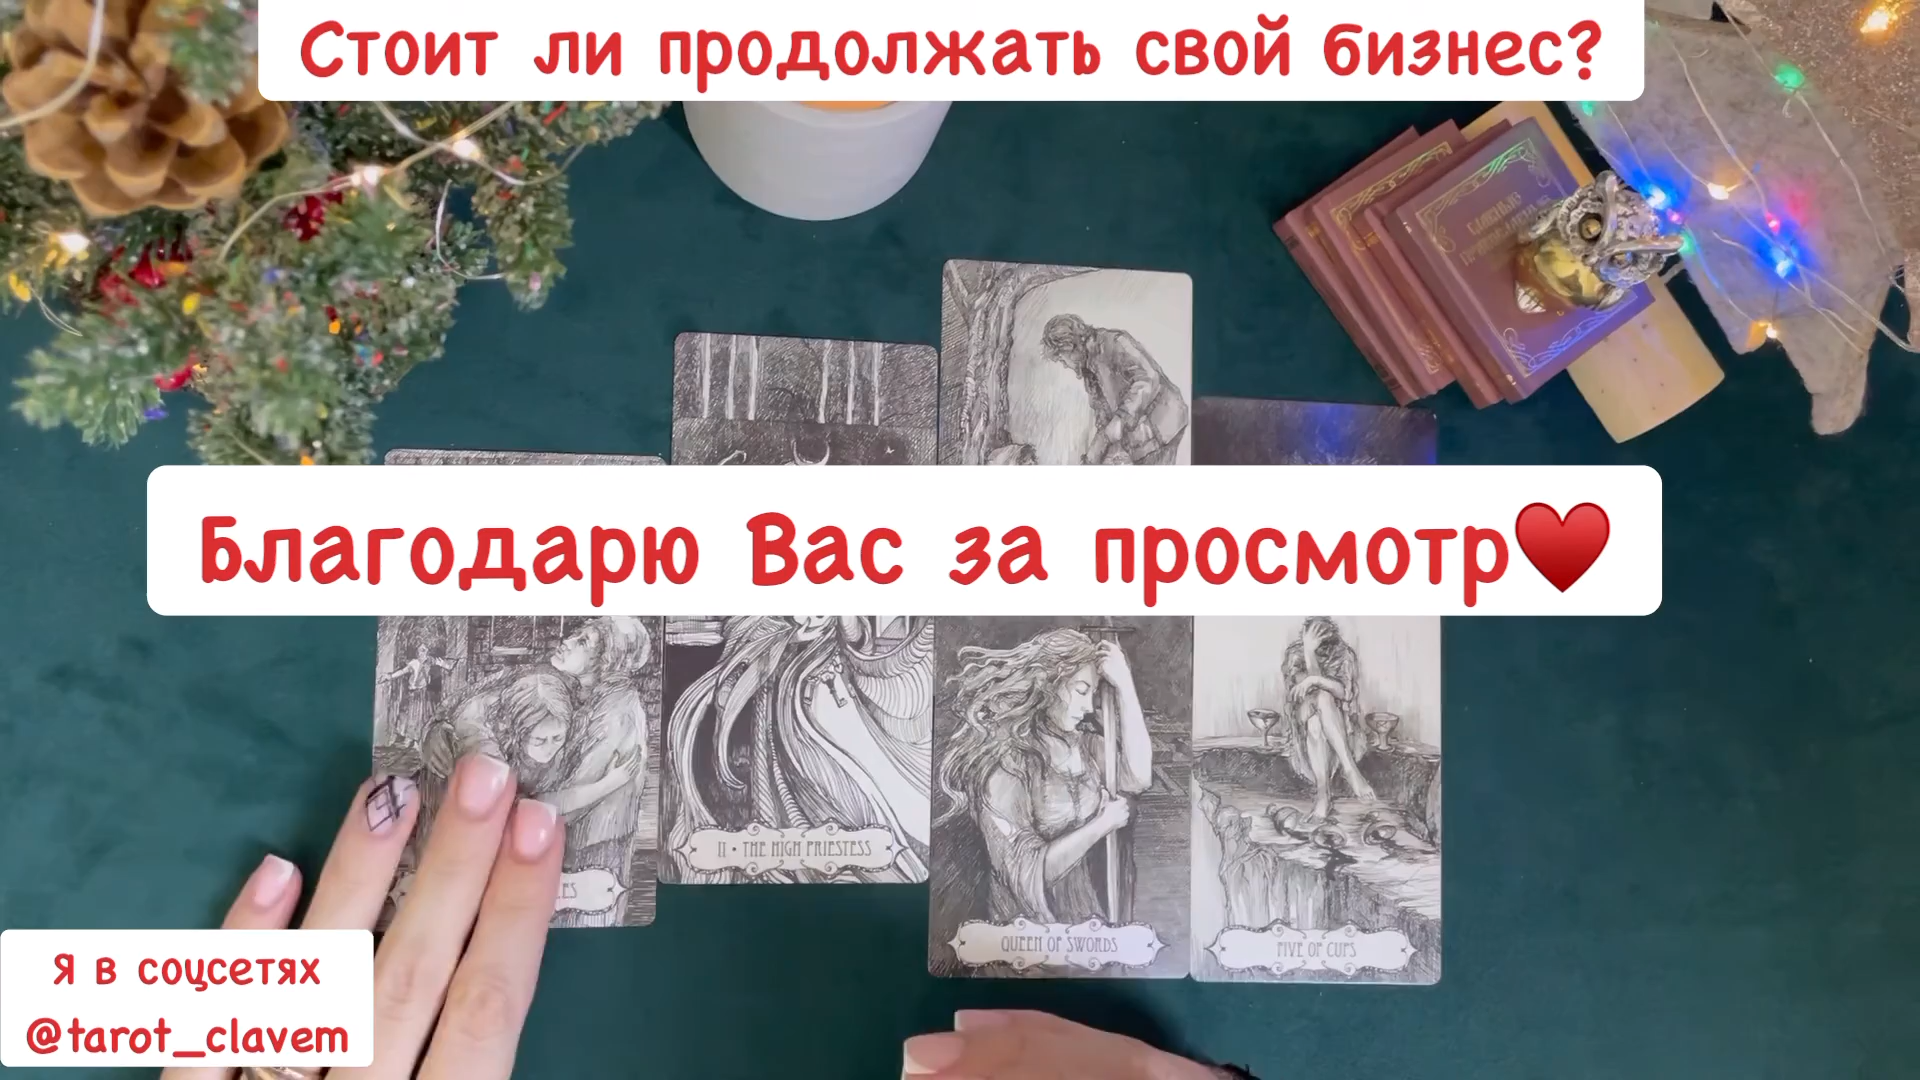 Стоит ли продолжать свой бизнес?
Благодарю Вас за просмотр♥
II • THE HIGH PRIESTESS
QUEEN OF SWORDS
FIVE OF CUPS
Я в соцсетях
@tarot_clavem